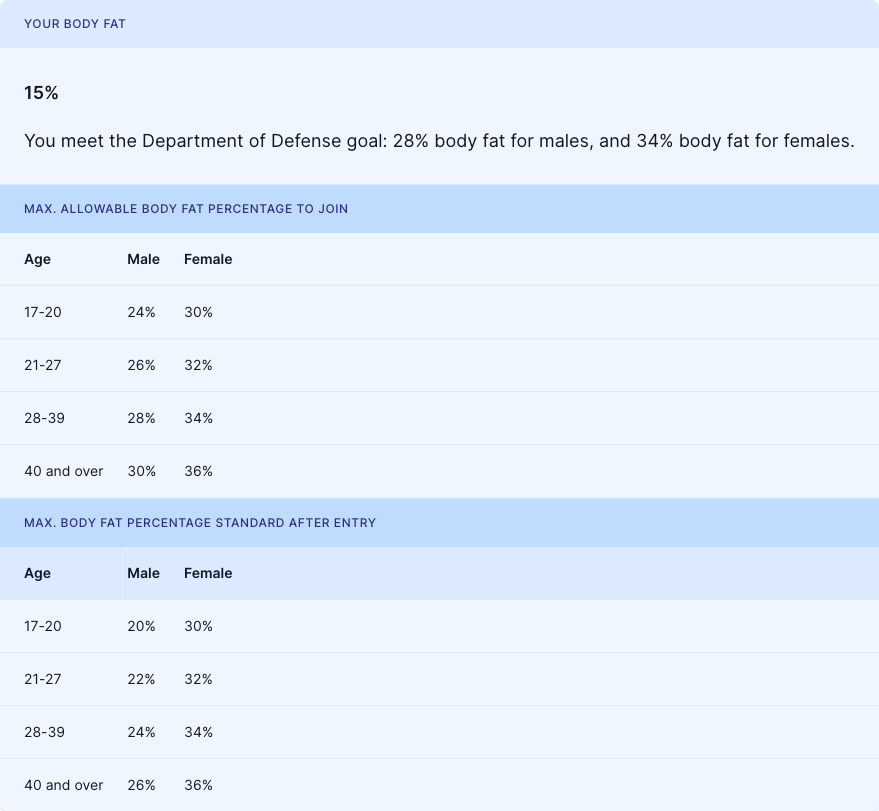 YOUR BODY FAT
15%
You meet the Department of Defense goal: 28% body fat for males, and 34% body fat for females.
MAX. ALLOWABLE BODY FAT PERCENTAGE TO JOIN
Age Male Female
17-20 24% 30%
21-27 26% 32%
28-39 28% 34%
40 and over 30% 36%
MAX. BODY FAT PERCENTAGE STANDARD AFTER ENTRY
Age Male Female
17-20 20% 30%
21-27 22% 32%
28-39 24% 34%
40 and over 26% 36%